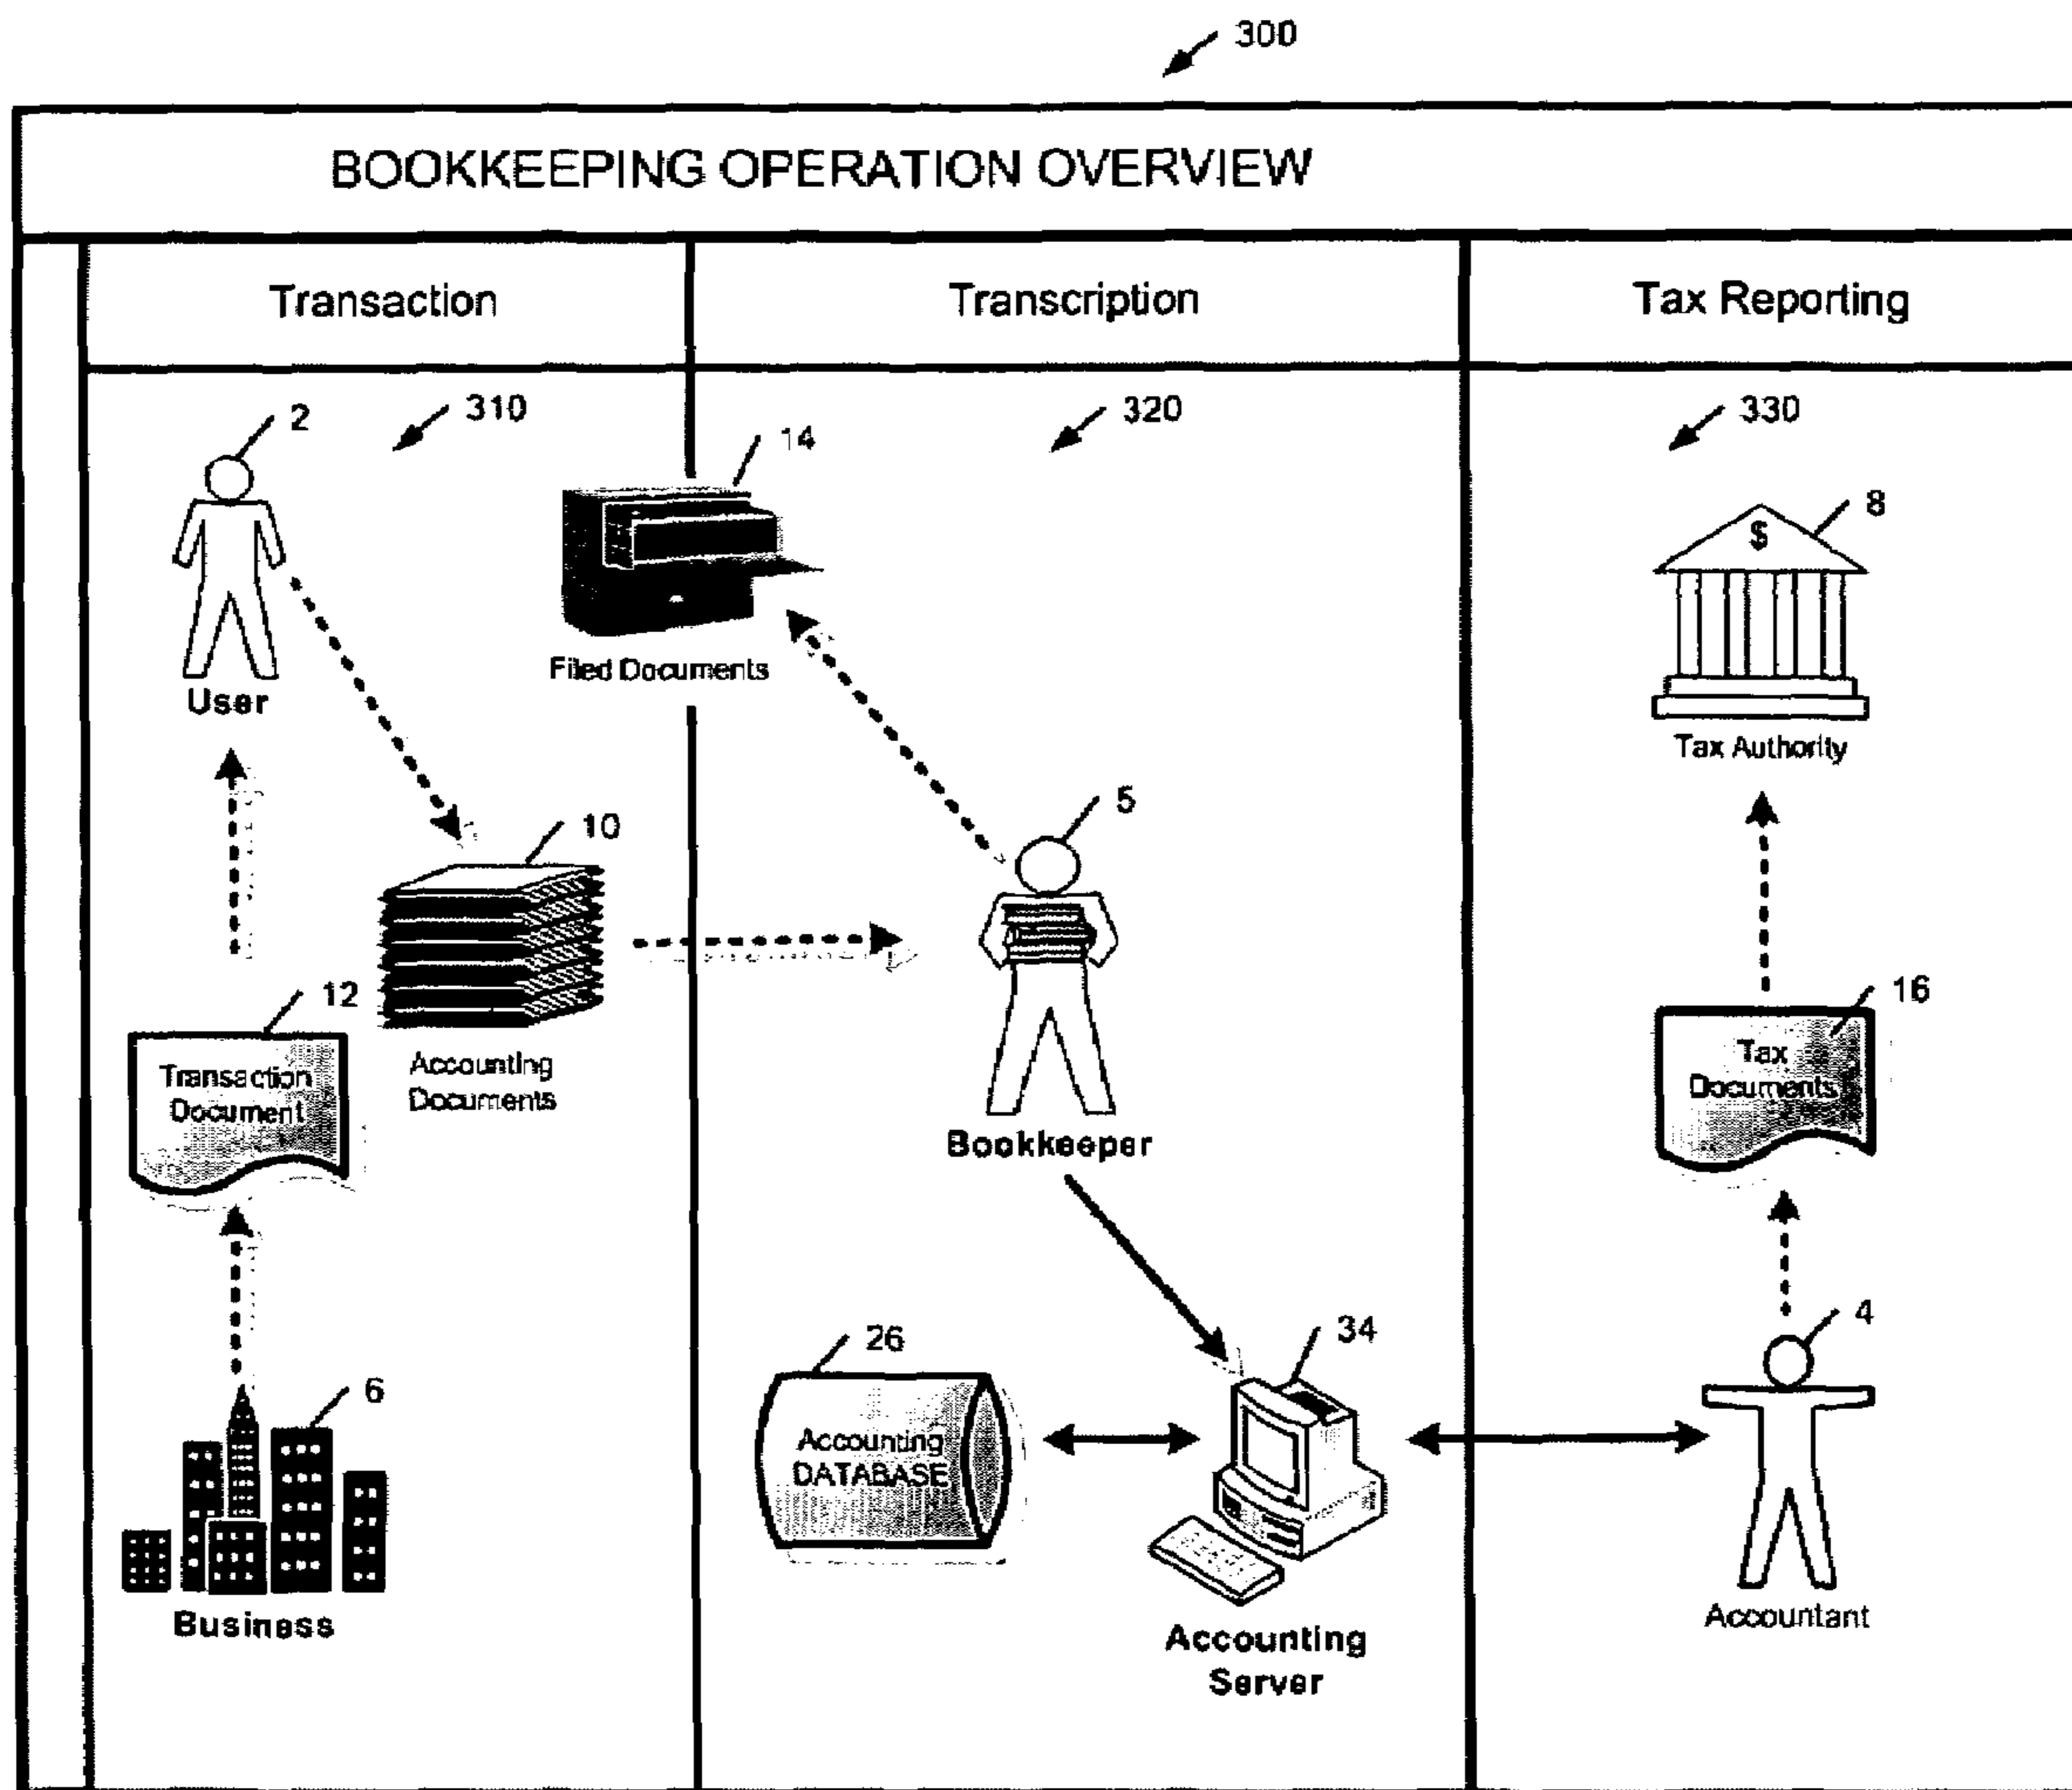 300
BOOKKEEPING OPERATION OVERVIEW
Transaction
Transcription
Tax Reporting
310
320
330
2
User
14
Filed Documents
8
$
Tax Authority
10
Accounting
Documents
5
Bookkeeper
12
Transaction
Document
16
Tax
Documents
6
Business
26
Accounting
DATABASE
34
Accounting
Server
4
Accountant